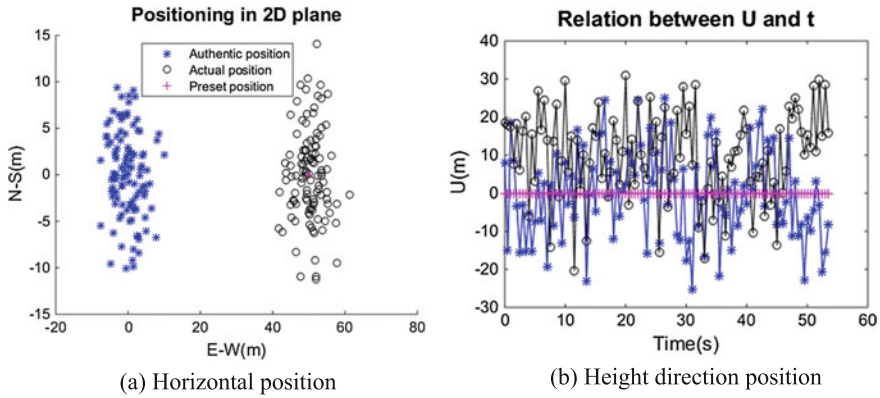 Positioning in 2D plane
15
10
5
0
-5
-10
-15
-20
0
20
40
60
80
N-S(m)
E-W(m)
Authentic position
Actual position
Preset position
(a) Horizontal position
Relation between U and t
40
30
20
10
0
-10
-20
-30
0
10
20
30
40
50
60
U(m)
Time(s)
(b) Height direction position